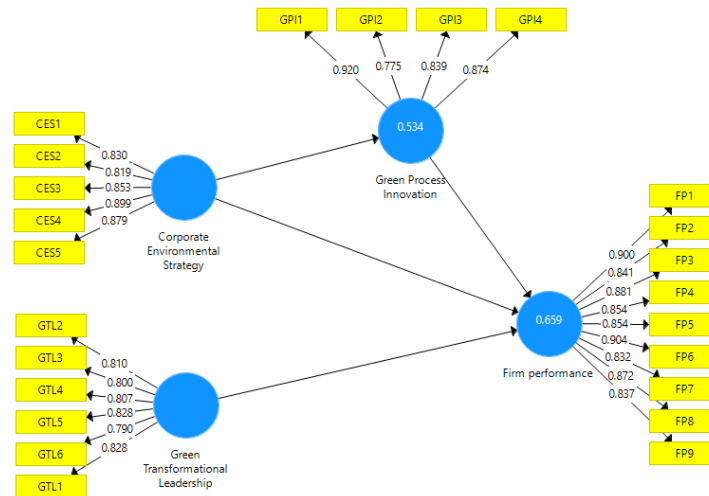 GPI1
GPI2
GPI3
GPI4
0.920
0.775
0.839
0.874
0.534
Green Process
Innovation
CES1
CES2
CES3
CES4
CES5
0.830
0.819
0.853
0.899
0.879
Corporate
Environmental
Strategy
GTL2
GTL3
GTL4
GTL5
GTL6
GTL1
0.810
0.800
0.807
0.828
0.790
0.828
Green
Transformational
Leadership
0.659
Firm performance
0.900
0.841
0.881
0.854
0.854
0.904
0.832
0.872
0.837
FP1
FP2
FP3
FP4
FP5
FP6
FP7
FP8
FP9